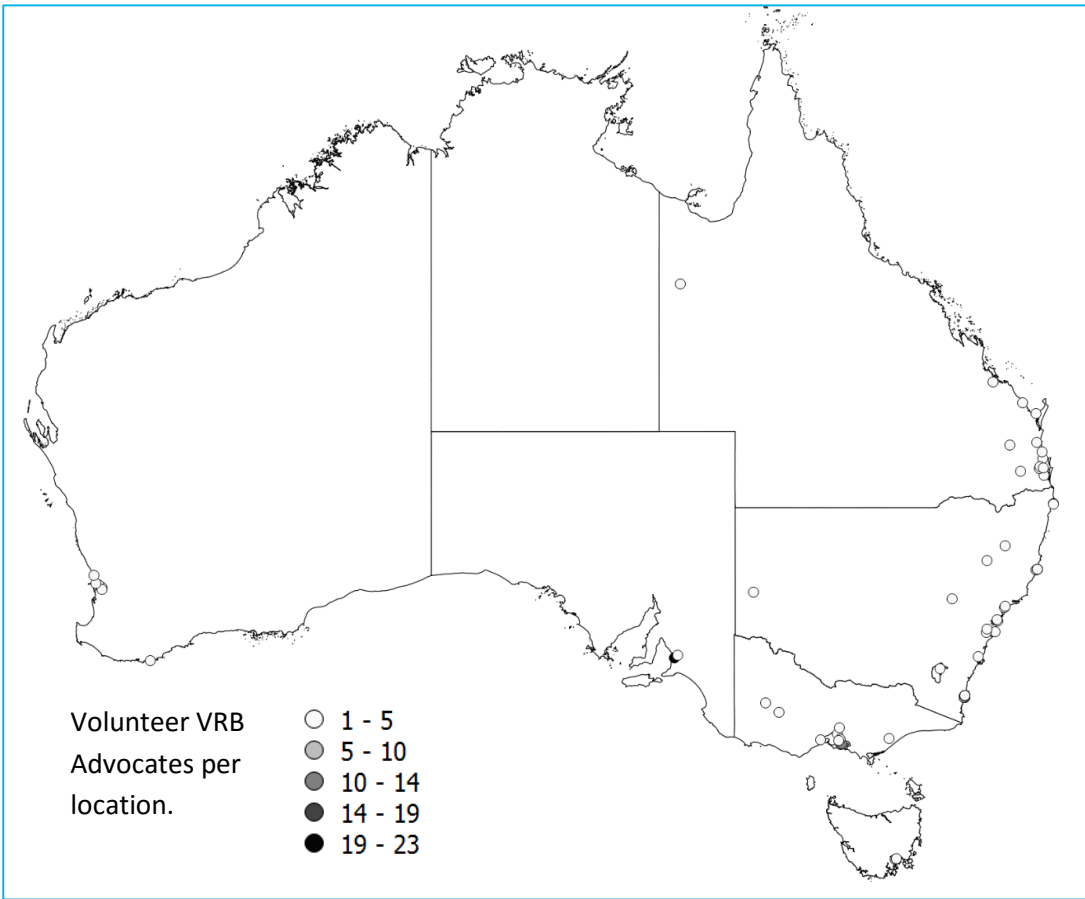 Volunteer VRB
Advocates per
location.
1 - 5
5 - 10
10 - 14
14 - 19
19 - 23